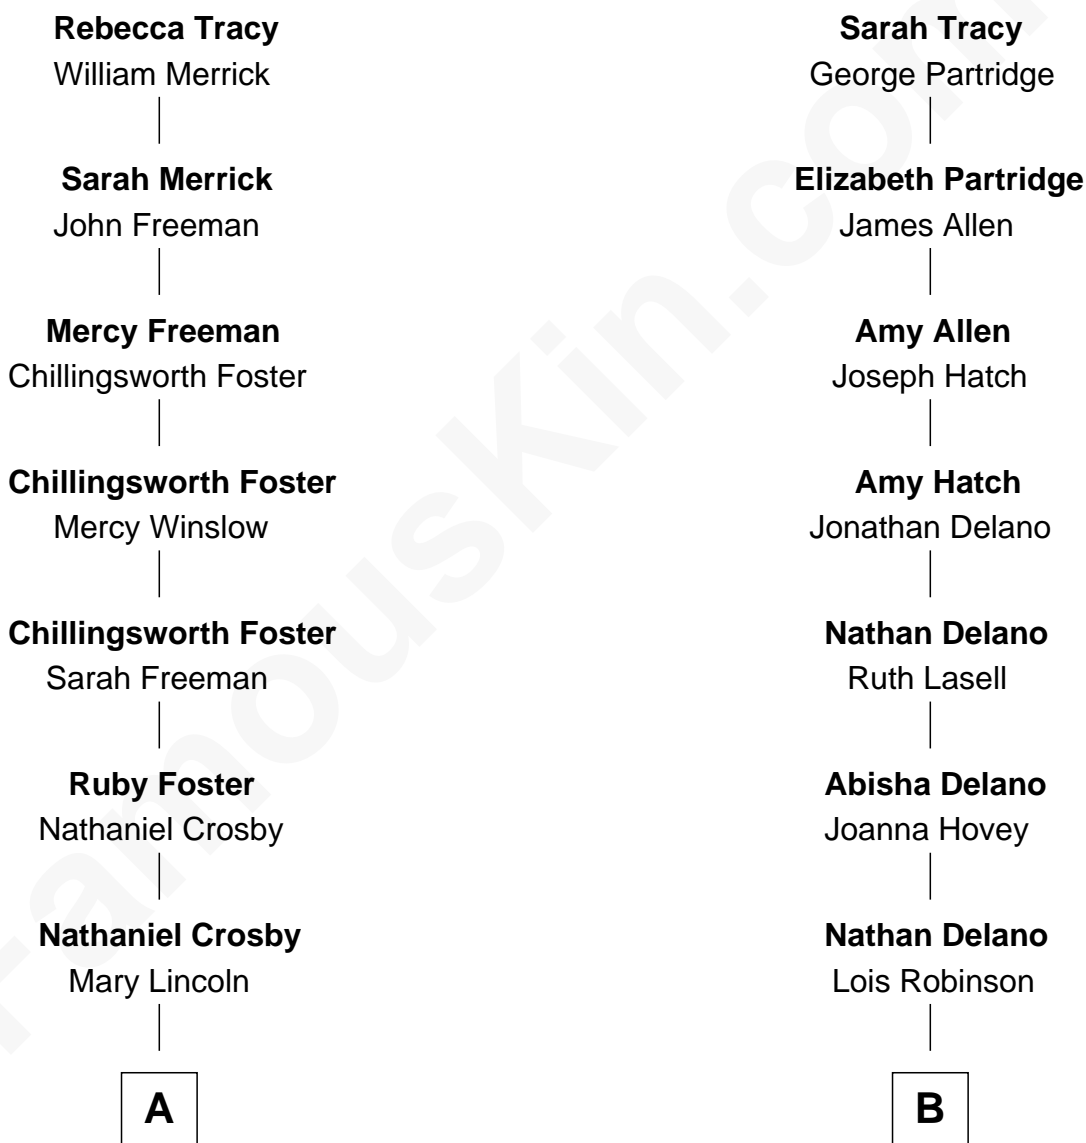 Rebecca Tracy
William Merrick
Sarah Merrick
John Freeman
Mercy Freeman
Chillingsworth Foster
Chillingsworth Foster
Mercy Winslow
Chillingsworth Foster
Sarah Freeman
Ruby Foster
Nathaniel Crosby
Nathaniel Crosby
Mary Lincoln
A
Sarah Tracy
George Partridge
Elizabeth Partridge
James Allen
Amy Allen
Joseph Hatch
Amy Hatch
Jonathan Delano
Nathan Delano
Ruth Lasell
Abisha Delano
Joanna Hovey
Nathan Delano
Lois Robinson
B
FamousKin.com